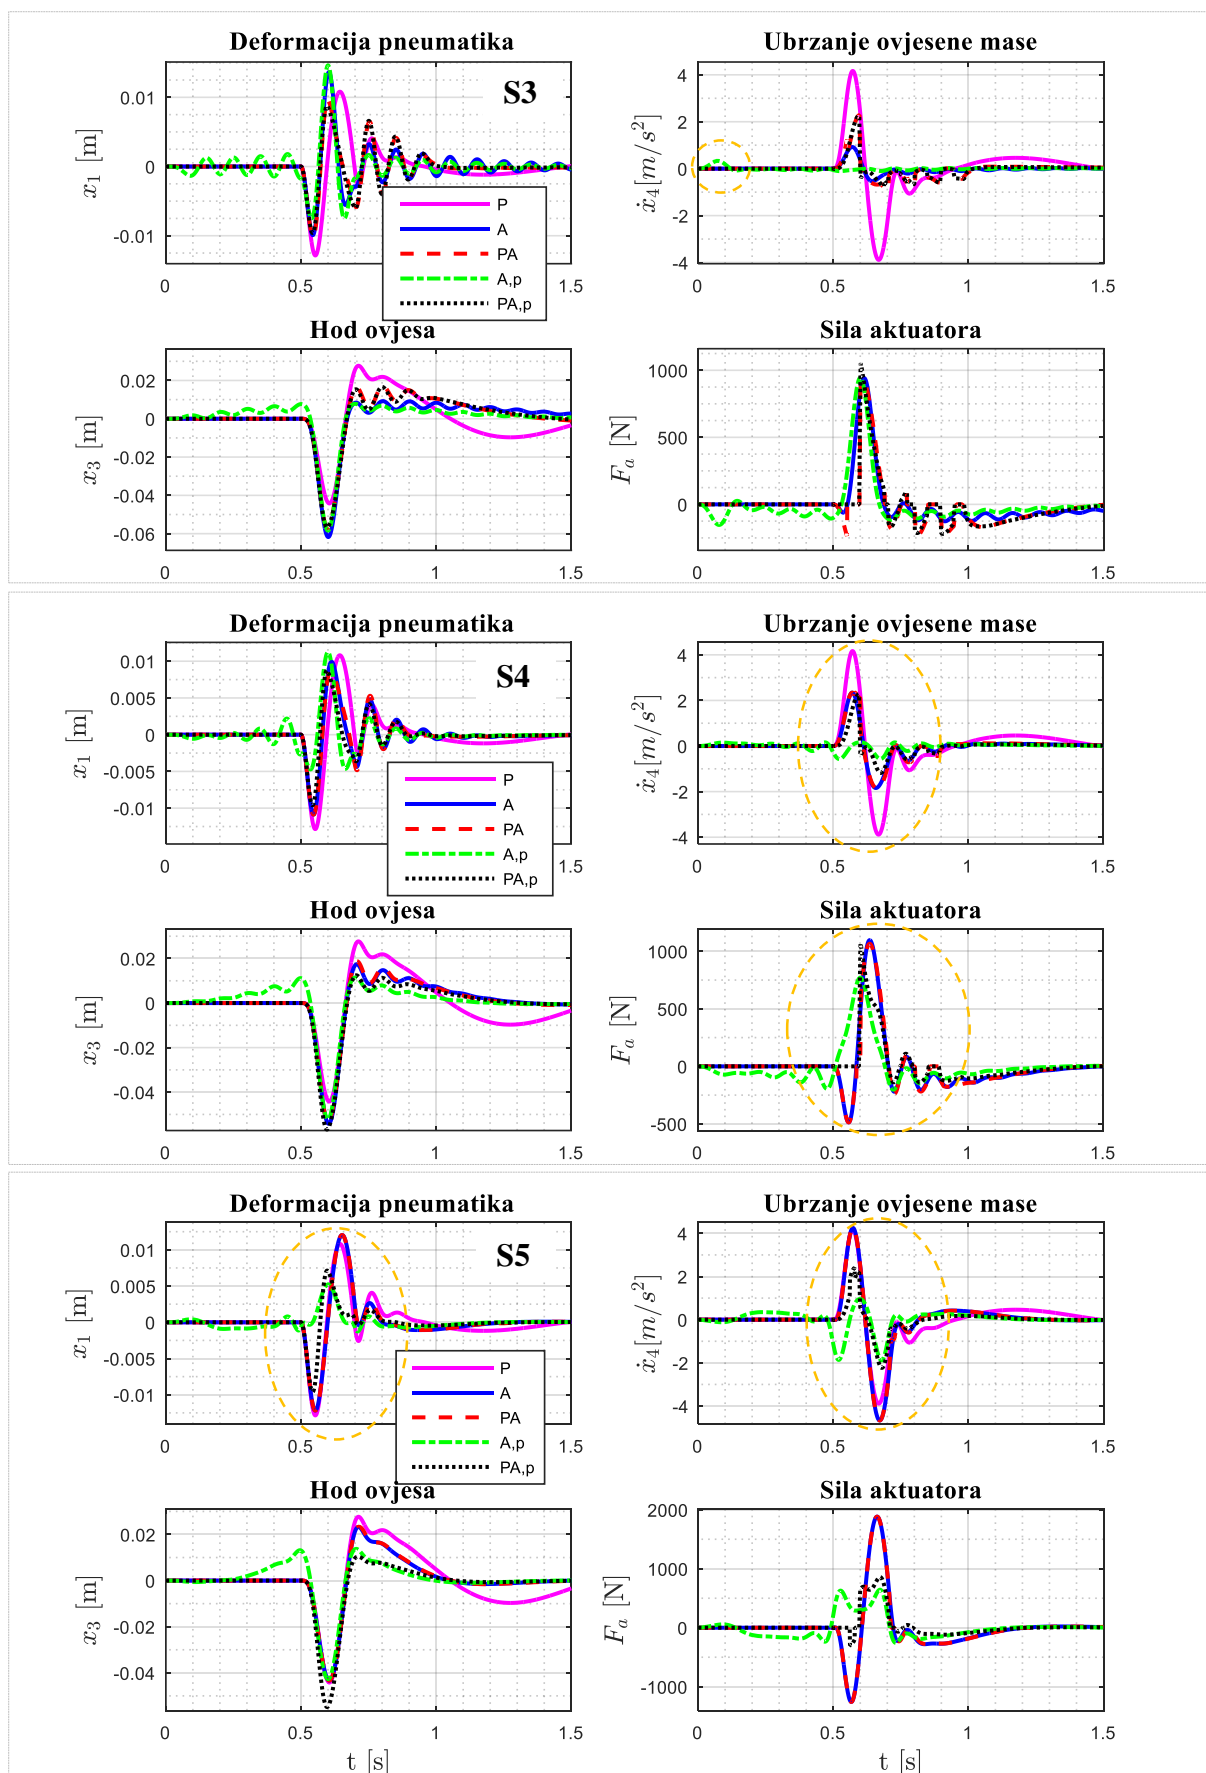 Deformacija pneumatika
Ubrzanje ovjesene mase
S3
0.01
0
-0.01
x₁ [m]
0
0.5
1
1.5
P
A
PA
A,p
PA,p
4
2
0
-2
-4
ẋ₄[m/s²]
0
0.5
1
1.5
Hod ovjesa
Sila aktuatora
0.02
0
-0.02
-0.04
-0.06
x₃ [m]
0
0.5
1
1.5
1000
500
0
Fₐ [N]
0
0.5
1
1.5
Deformacija pneumatika
Ubrzanje ovjesene mase
S4
0.01
0.005
0
-0.005
-0.01
x₁ [m]
0
0.5
1
1.5
P
A
PA
A,p
PA,p
4
2
0
-2
-4
ẋ₄[m/s²]
0
0.5
1
1.5
Hod ovjesa
Sila aktuatora
0.02
0
-0.02
-0.04
x₃ [m]
0
0.5
1
1.5
1000
500
0
-500
Fₐ [N]
0
0.5
1
1.5
Deformacija pneumatika
Ubrzanje ovjesene mase
S5
0.01
0.005
0
-0.005
-0.01
x₁ [m]
0
0.5
1
1.5
P
A
PA
A,p
PA,p
4
2
0
-2
-4
ẋ₄[m/s²]
0
0.5
1
1.5
Hod ovjesa
Sila aktuatora
0.02
0
-0.02
-0.04
x₃ [m]
0
0.5
1
1.5
t [s]
2000
1000
0
-1000
Fₐ [N]
0
0.5
1
1.5
t [s]